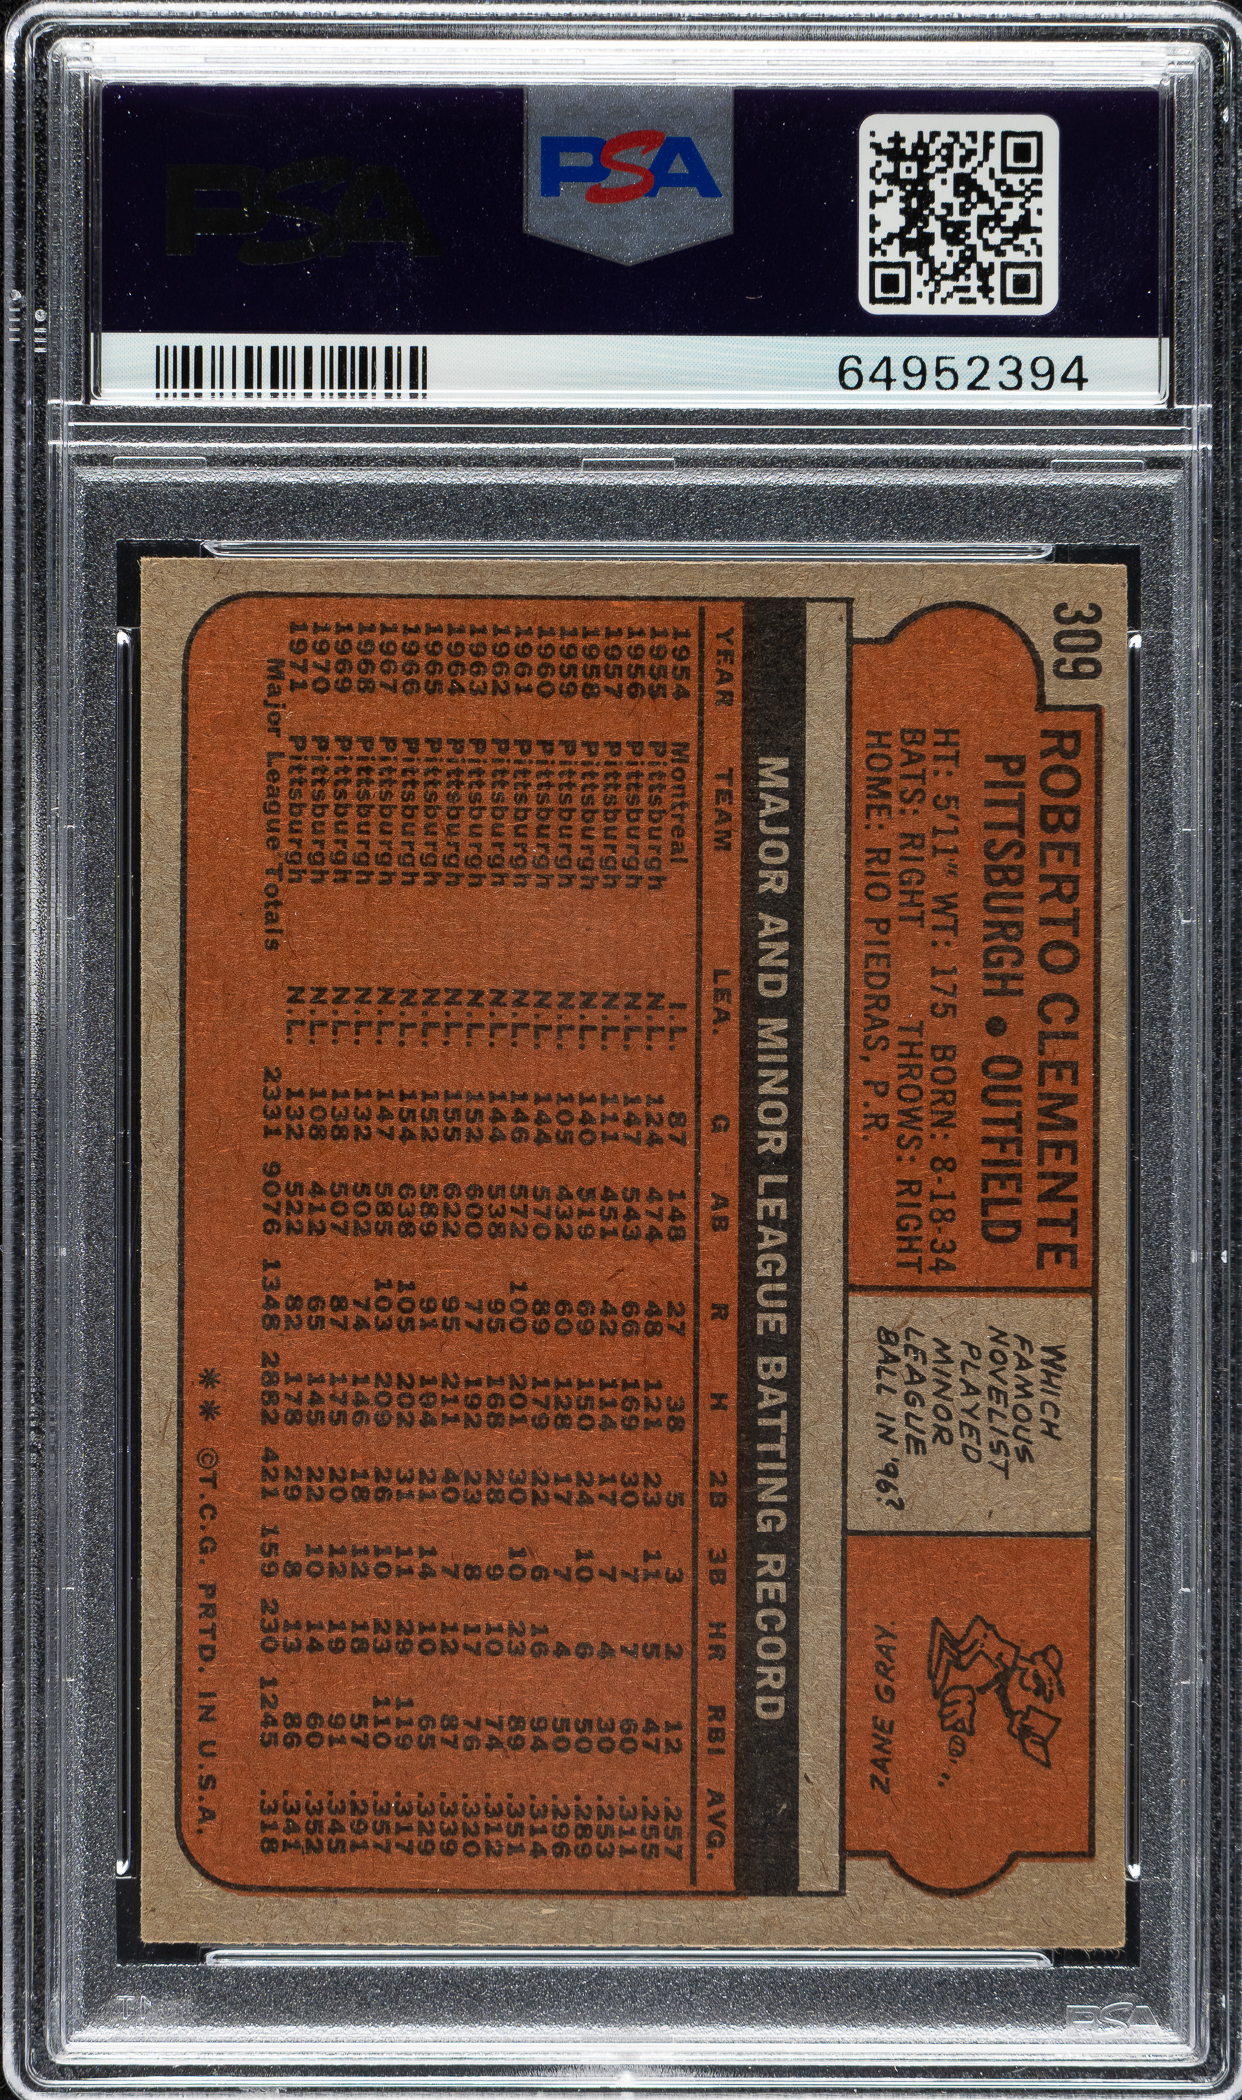 PSA
PSA
64952394
309
ROBERTO CLEMENTE
PITTSBURGH • OUTFIELD
HT: 5'11" WT: 175 BORN: 8-18-34
BATS: RIGHT THROWS: RIGHT
HOME: RIO PIEDRAS, P.R.
WHICH
FAMOUS
NOVELIST
PLAYED
MINOR
LEAGUE
BALL IN '96?
ZANE GRAY
MAJOR AND MINOR LEAGUE BATTING RECORD
YEAR TEAM LEA. G AB R H 2B 3B HR RBI AVG.
1954 Montreal I.L. 87 148 27 38 5 3 2 12 .257
1955 Pittsburgh N.L. 124 474 48 121 23 11 5 47 .255
1956 Pittsburgh N.L. 147 543 66 169 30 7 7 60 .311
1957 Pittsburgh N.L. 111 451 42 114 17 7 4 30 .253
1958 Pittsburgh N.L. 140 519 69 150 24 10 6 50 .289
1959 Pittsburgh N.L. 105 432 60 128 17 7 4 50 .296
1960 Pittsburgh N.L. 144 570 89 179 22 6 16 94 .314
1961 Pittsburgh N.L. 146 572 100 201 30 10 23 89 .351
1962 Pittsburgh N.L. 144 538 95 168 28 9 10 74 .312
1963 Pittsburgh N.L. 152 600 77 192 23 8 17 76 .320
1964 Pittsburgh N.L. 155 622 95 211 40 7 12 87 .339
1965 Pittsburgh N.L. 152 589 91 194 21 14 10 65 .329
1966 Pittsburgh N.L. 154 638 105 202 31 11 29 119 .317
1967 Pittsburgh N.L. 147 585 103 209 26 10 23 110 .357
1968 Pittsburgh N.L. 132 502 74 146 18 12 18 57 .291
1969 Pittsburgh N.L. 138 507 87 175 20 12 19 91 .345
1970 Pittsburgh N.L. 108 412 65 145 22 10 14 60 .352
1971 Pittsburgh N.L. 132 522 82 178 29 8 13 86 .341
Major League Totals 2331 9076 1348 2882 421 159 230 1245 .318
** ©T.C.G. PRTD. IN U.S.A.
PSA